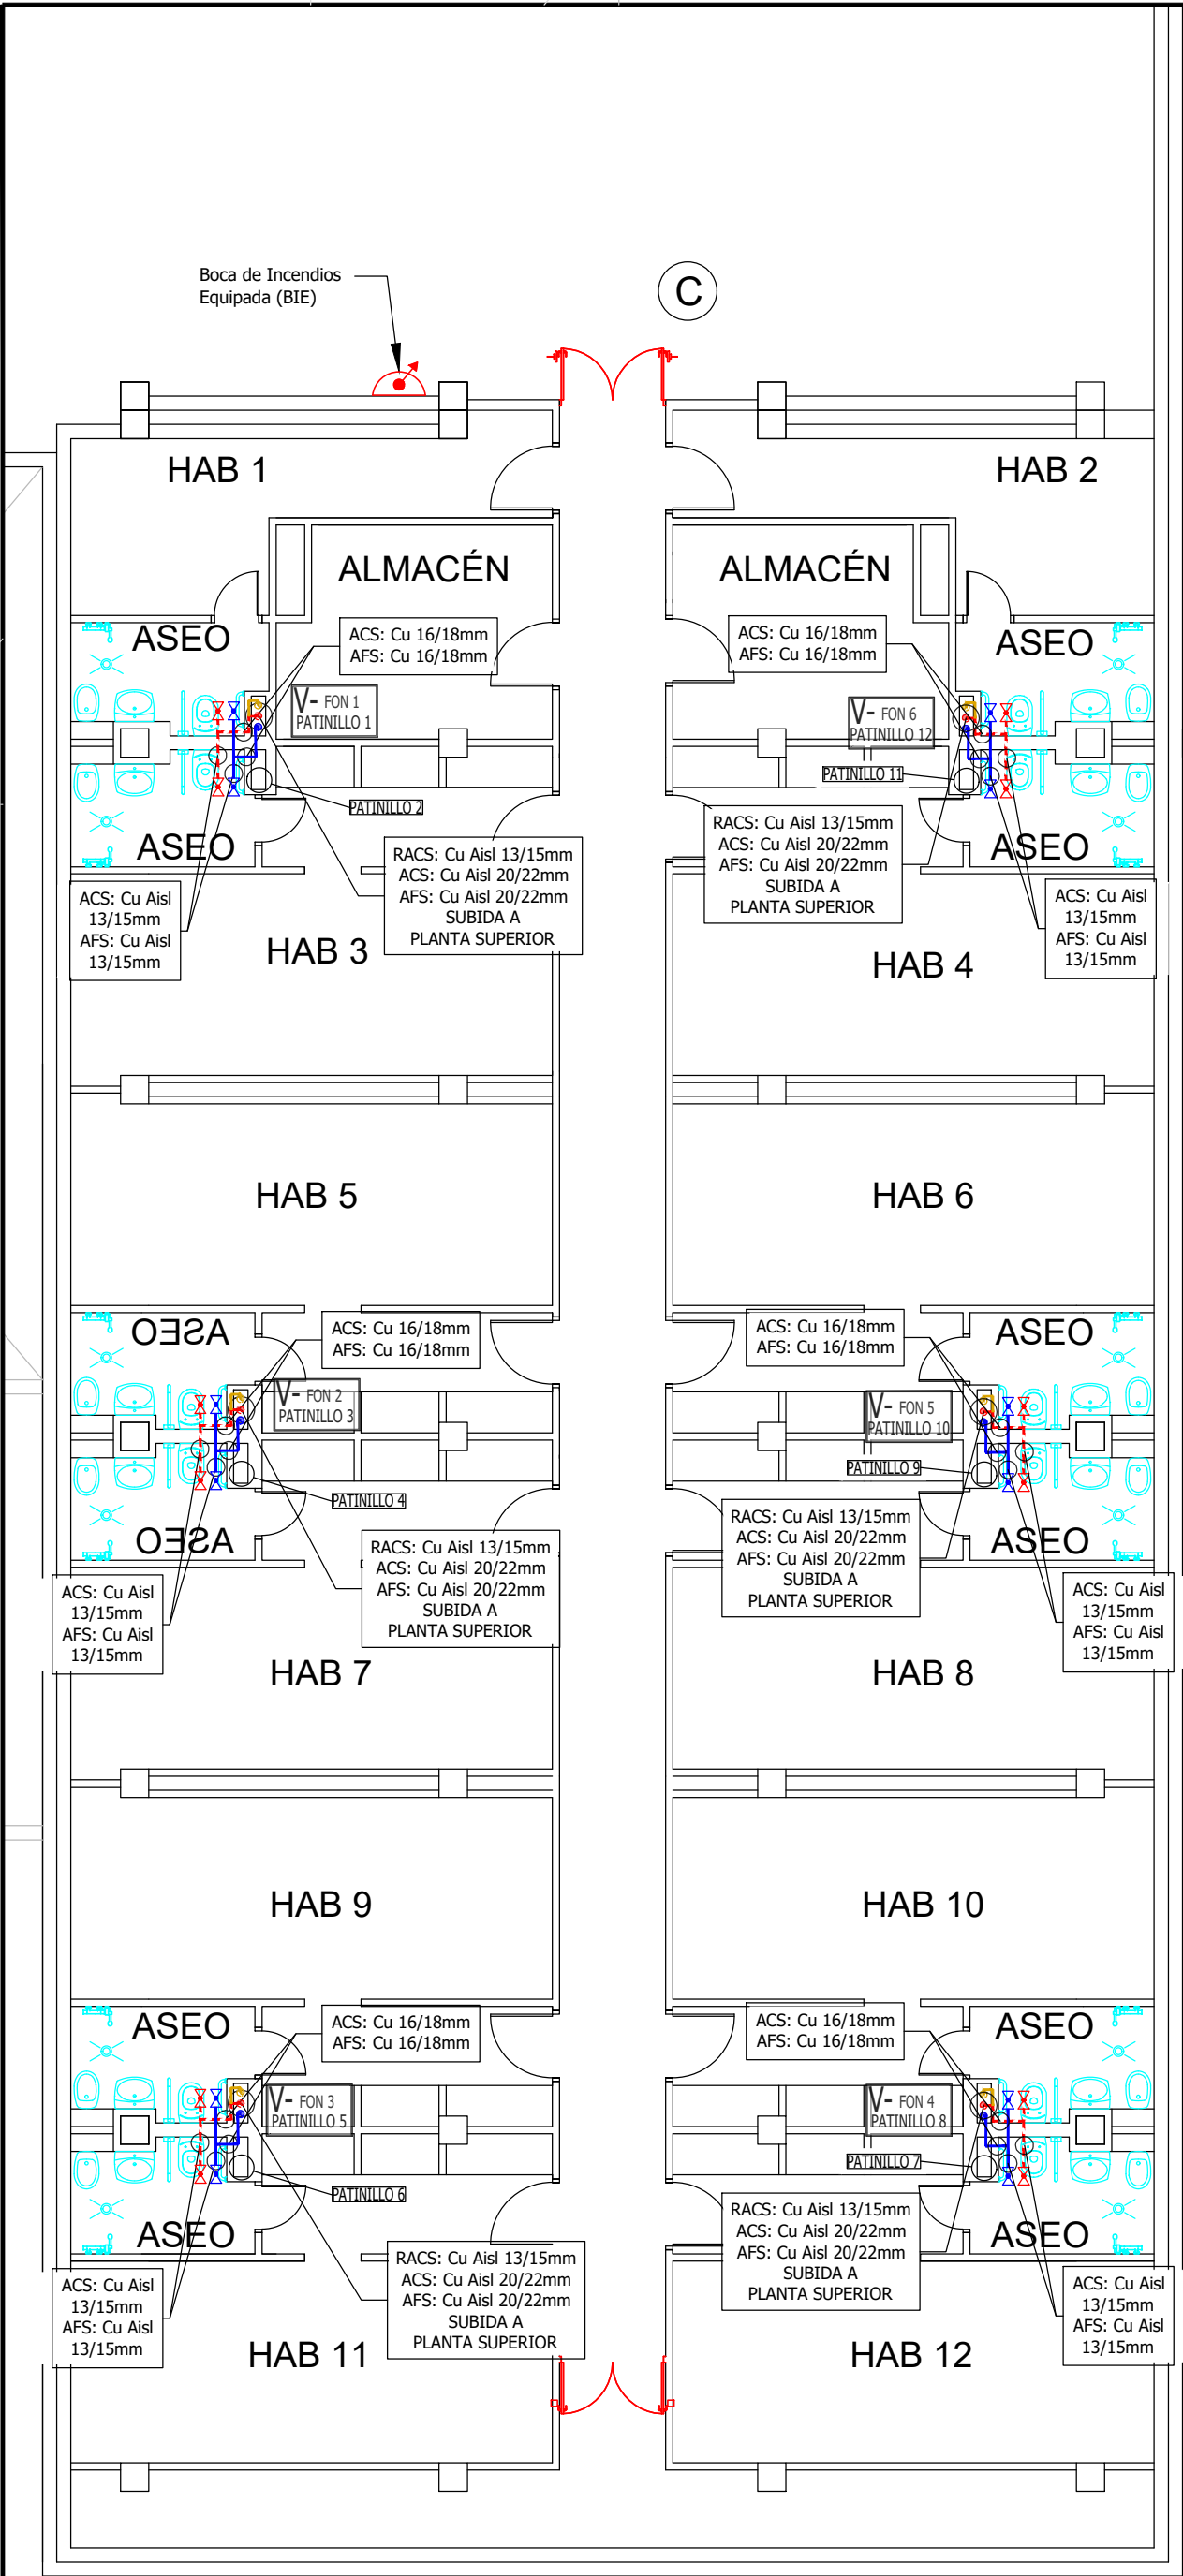 Boca de Incendios
Equipada (BIE)
C
HAB 1
HAB 2
ALMACÉN
ALMACÉN
ASEO
ACS: Cu 16/18mm
AFS: Cu 16/18mm
ACS: Cu 16/18mm
AFS: Cu 16/18mm
ASEO
V- FON 1
PATINILLO 1
V- FON 6
PATINILLO 12
PATINILLO 2
PATINILLO 11
ASEO
RACS: Cu Aisl 13/15mm
ACS: Cu Aisl 20/22mm
AFS: Cu Aisl 20/22mm
SUBIDA A
PLANTA SUPERIOR
RACS: Cu Aisl 13/15mm
ACS: Cu Aisl 20/22mm
AFS: Cu Aisl 20/22mm
SUBIDA A
PLANTA SUPERIOR
ASEO
ACS: Cu Aisl
13/15mm
AFS: Cu Aisl
13/15mm
ACS: Cu Aisl
13/15mm
AFS: Cu Aisl
13/15mm
HAB 3
HAB 4
HAB 5
HAB 6
ASEO
ACS: Cu 16/18mm
AFS: Cu 16/18mm
ACS: Cu 16/18mm
AFS: Cu 16/18mm
ASEO
V- FON 2
PATINILLO 3
V- FON 5
PATINILLO 10
PATINILLO 4
PATINILLO 9
ASEO
RACS: Cu Aisl 13/15mm
ACS: Cu Aisl 20/22mm
AFS: Cu Aisl 20/22mm
SUBIDA A
PLANTA SUPERIOR
RACS: Cu Aisl 13/15mm
ACS: Cu Aisl 20/22mm
AFS: Cu Aisl 20/22mm
SUBIDA A
PLANTA SUPERIOR
ASEO
ACS: Cu Aisl
13/15mm
AFS: Cu Aisl
13/15mm
ACS: Cu Aisl
13/15mm
AFS: Cu Aisl
13/15mm
HAB 7
HAB 8
HAB 9
HAB 10
ASEO
ACS: Cu 16/18mm
AFS: Cu 16/18mm
ACS: Cu 16/18mm
AFS: Cu 16/18mm
ASEO
V- FON 3
PATINILLO 5
V- FON 4
PATINILLO 8
PATINILLO 6
PATINILLO 7
ASEO
RACS: Cu Aisl 13/15mm
ACS: Cu Aisl 20/22mm
AFS: Cu Aisl 20/22mm
SUBIDA A
PLANTA SUPERIOR
RACS: Cu Aisl 13/15mm
ACS: Cu Aisl 20/22mm
AFS: Cu Aisl 20/22mm
SUBIDA A
PLANTA SUPERIOR
ASEO
ACS: Cu Aisl
13/15mm
AFS: Cu Aisl
13/15mm
ACS: Cu Aisl
13/15mm
AFS: Cu Aisl
13/15mm
HAB 11
HAB 12